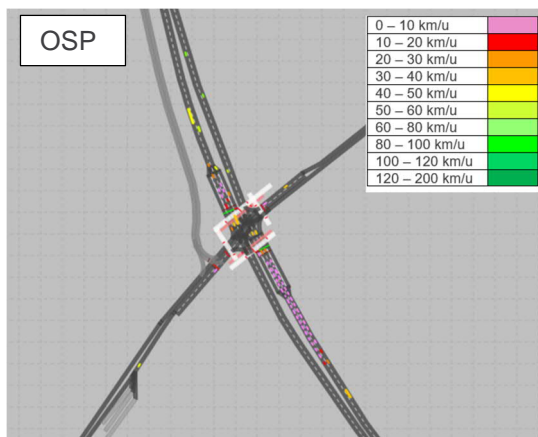 OSP
0 – 10 km/u
10 – 20 km/u
20 – 30 km/u
30 – 40 km/u
40 – 50 km/u
50 – 60 km/u
60 – 80 km/u
80 – 100 km/u
100 – 120 km/u
120 – 200 km/u